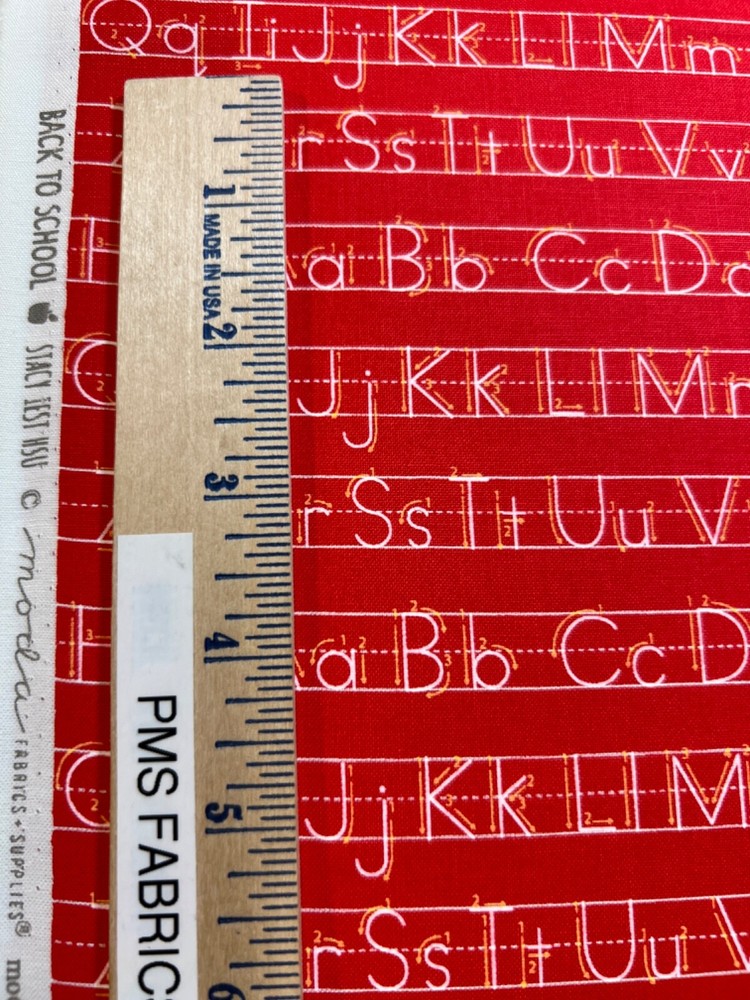 BACK TO SCHOOL STACY IEST HSU © moda FABRICS + SUPPLIES®
1 MADE IN USA 2 3 4 5 6
PMS FABRICS
Qq Ii Jj Kk Ll Mm
r Ss Tt Uu Vv
a Bb Cc D
Jj Kk Ll M
r Ss Tt Uu V
a Bb Cc D
Jj Kk Ll M
r Ss Tt Uu